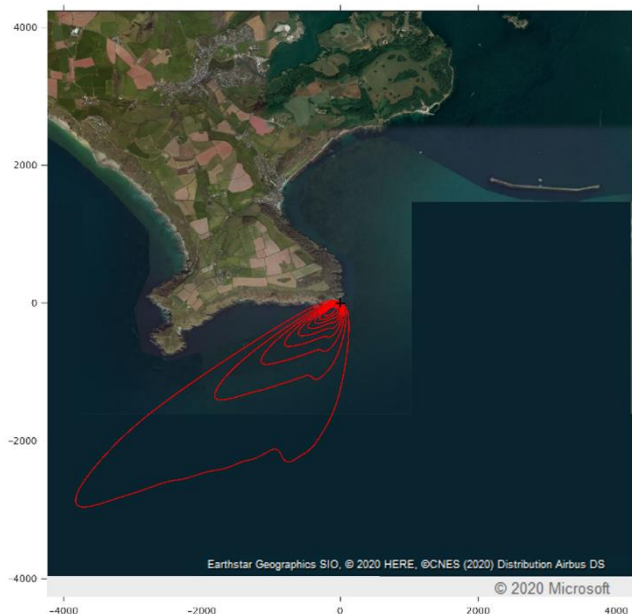 4000
2000
0
-2000
-4000
Earthstar Geographics SIO, © 2020 HERE, ©CNES (2020) Distribution Airbus DS
© 2020 Microsoft
-4000 -2000 0 2000 4000